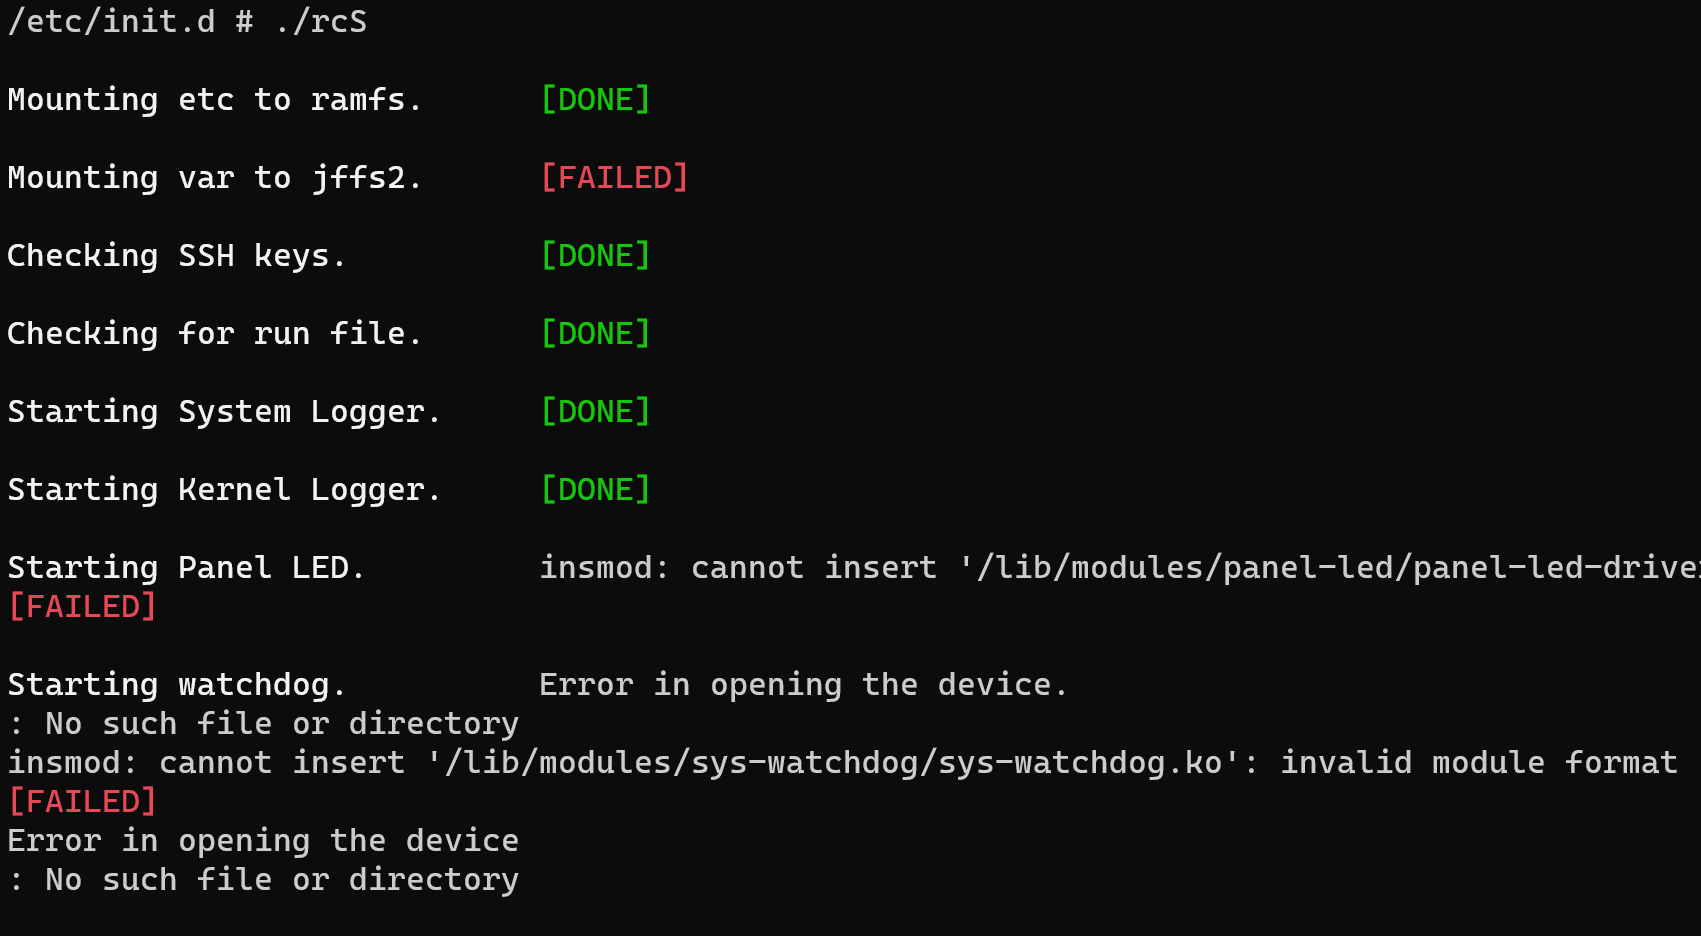 /etc/init.d # ./rcS
Mounting etc to ramfs. [DONE]
Mounting var to jffs2. [FAILED]
Checking SSH keys. [DONE]
Checking for run file. [DONE]
Starting System Logger. [DONE]
Starting Kernel Logger. [DONE]
Starting Panel LED. insmod: cannot insert '/lib/modules/panel-led/panel-led-drive
[FAILED]
Starting watchdog. Error in opening the device.
: No such file or directory
insmod: cannot insert '/lib/modules/sys-watchdog/sys-watchdog.ko': invalid module format
[FAILED]
Error in opening the device
: No such file or directory